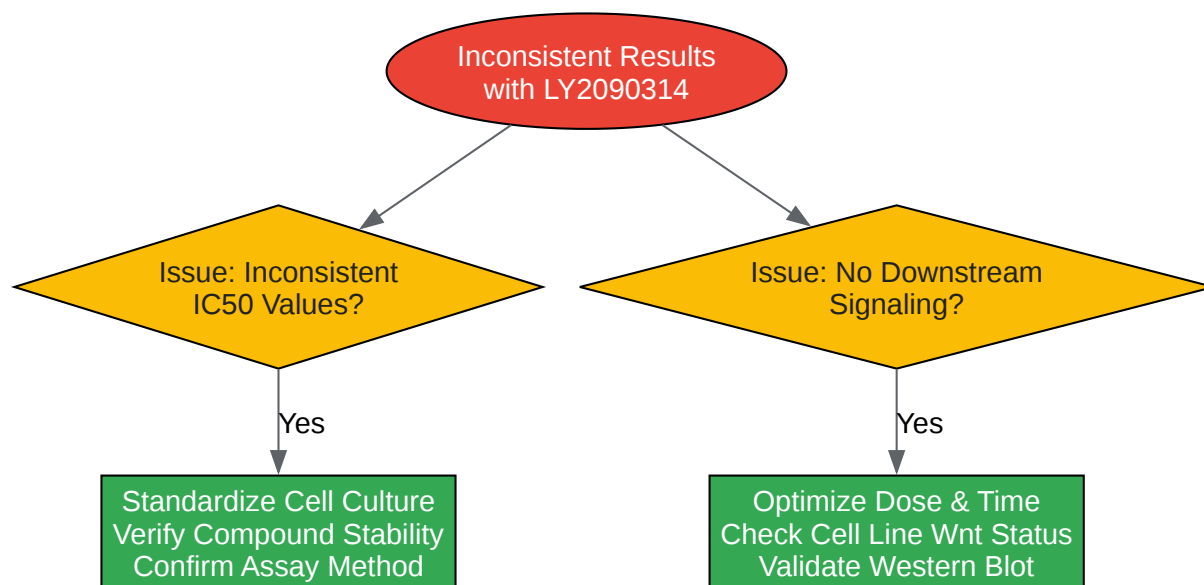 Inconsistent Results
with LY2090314
Issue: Inconsistent
IC50 Values?
Issue: No Downstream
Signaling?
Yes
Yes
Standardize Cell Culture
Verify Compound Stability
Confirm Assay Method
Optimize Dose & Time
Check Cell Line Wnt Status
Validate Western Blot